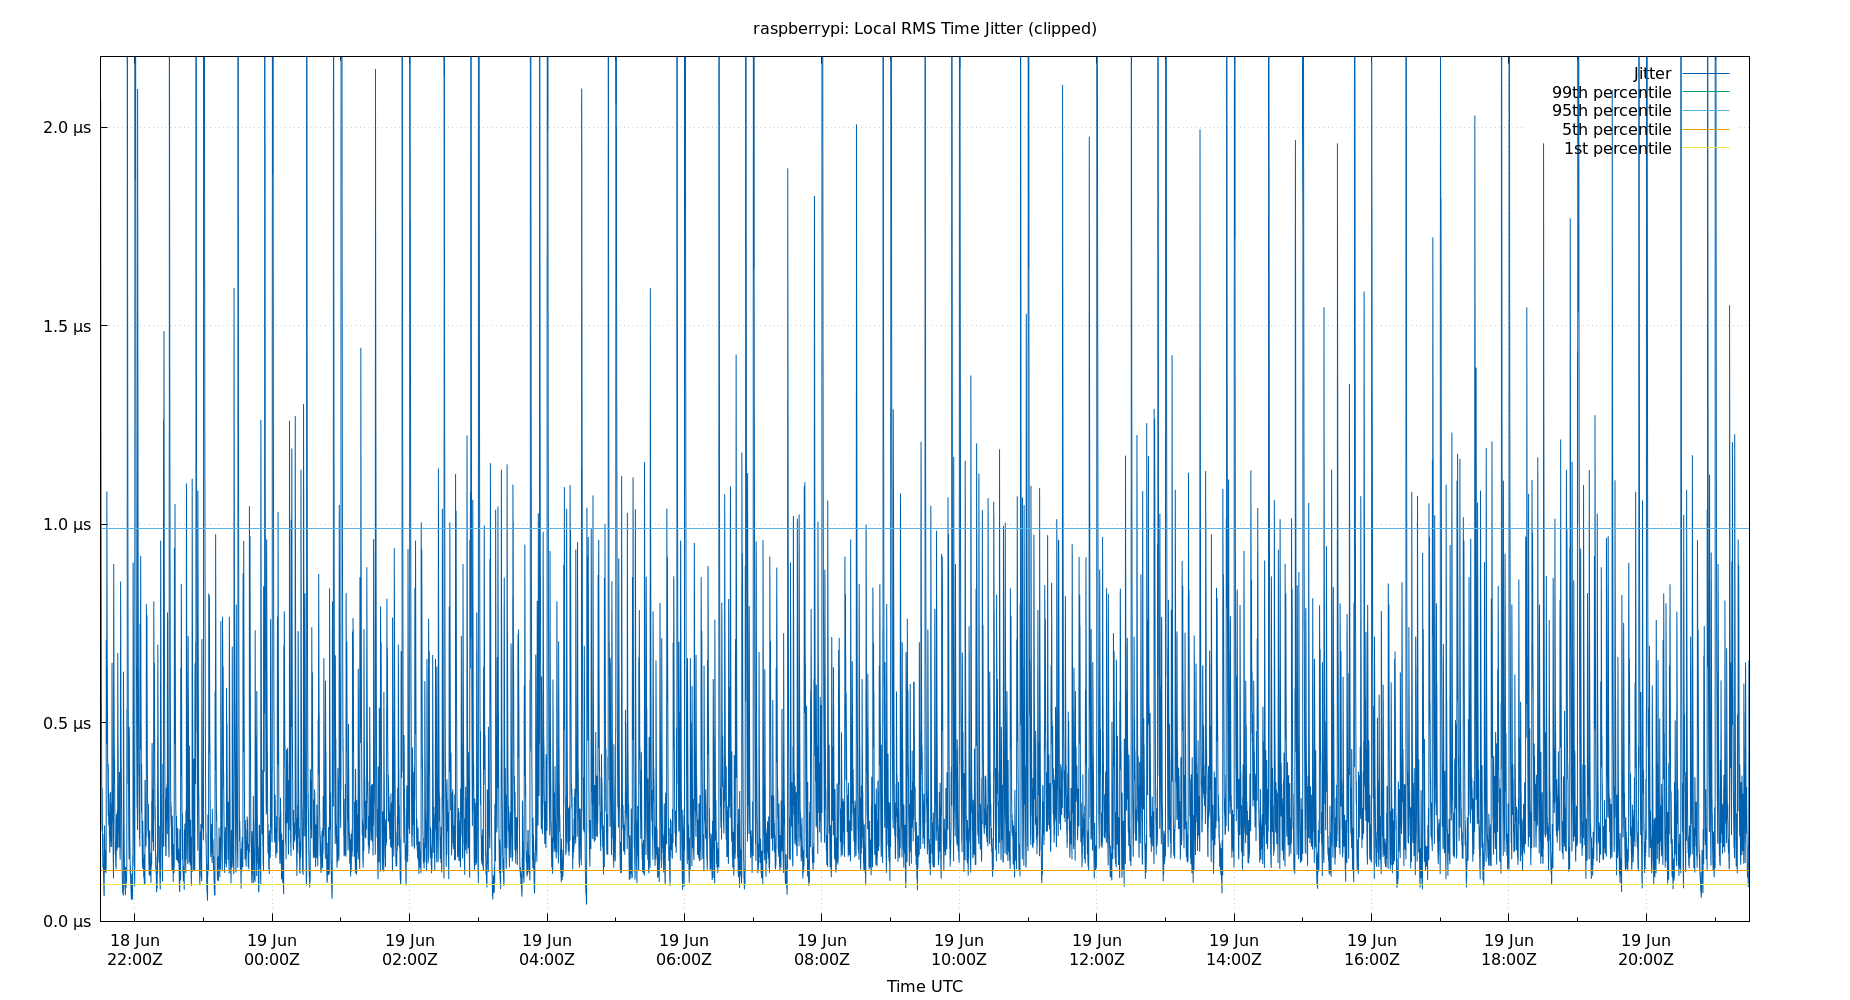 raspberrypi: Local RMS Time Jitter (clipped)
Jitter
99th percentile
95th percentile
5th percentile
1st percentile
2.0 µs
1.5 µs
1.0 µs
0.5 µs
0.0 µs
18 Jun 19 Jun 19 Jun 19 Jun 19 Jun 19 Jun 19 Jun 19 Jun 19 Jun 19 Jun 19 Jun 19 Jun
22:00Z 00:00Z 02:00Z 04:00Z 06:00Z 08:00Z 10:00Z 12:00Z 14:00Z 16:00Z 18:00Z 20:00Z
Time UTC